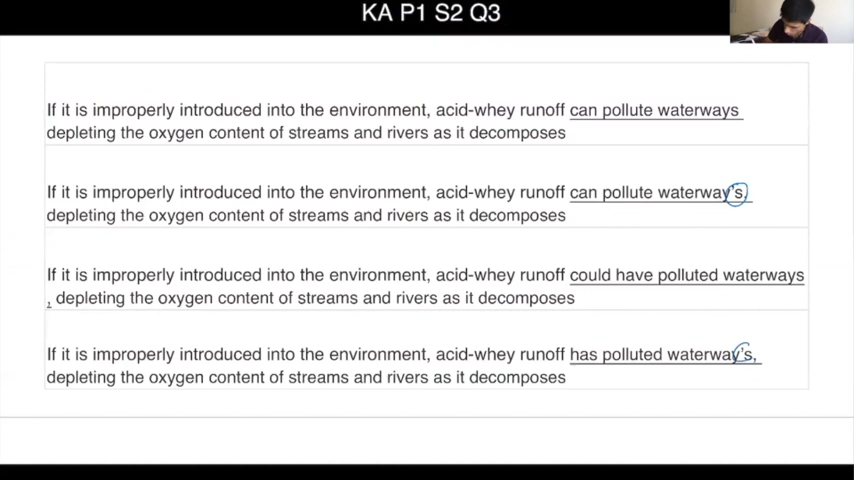 KA P1 S2 Q3
If it is improperly introduced into the environment, acid-whey runoff can pollute waterways
depleting the oxygen content of streams and rivers as it decomposes
If it is improperly introduced into the environment, acid-whey runoff can pollute waterway's,
depleting the oxygen content of streams and rivers as it decomposes
If it is improperly introduced into the environment, acid-whey runoff could have polluted waterways
, depleting the oxygen content of streams and rivers as it decomposes
If it is improperly introduced into the environment, acid-whey runoff has polluted waterway's,
depleting the oxygen content of streams and rivers as it decomposes